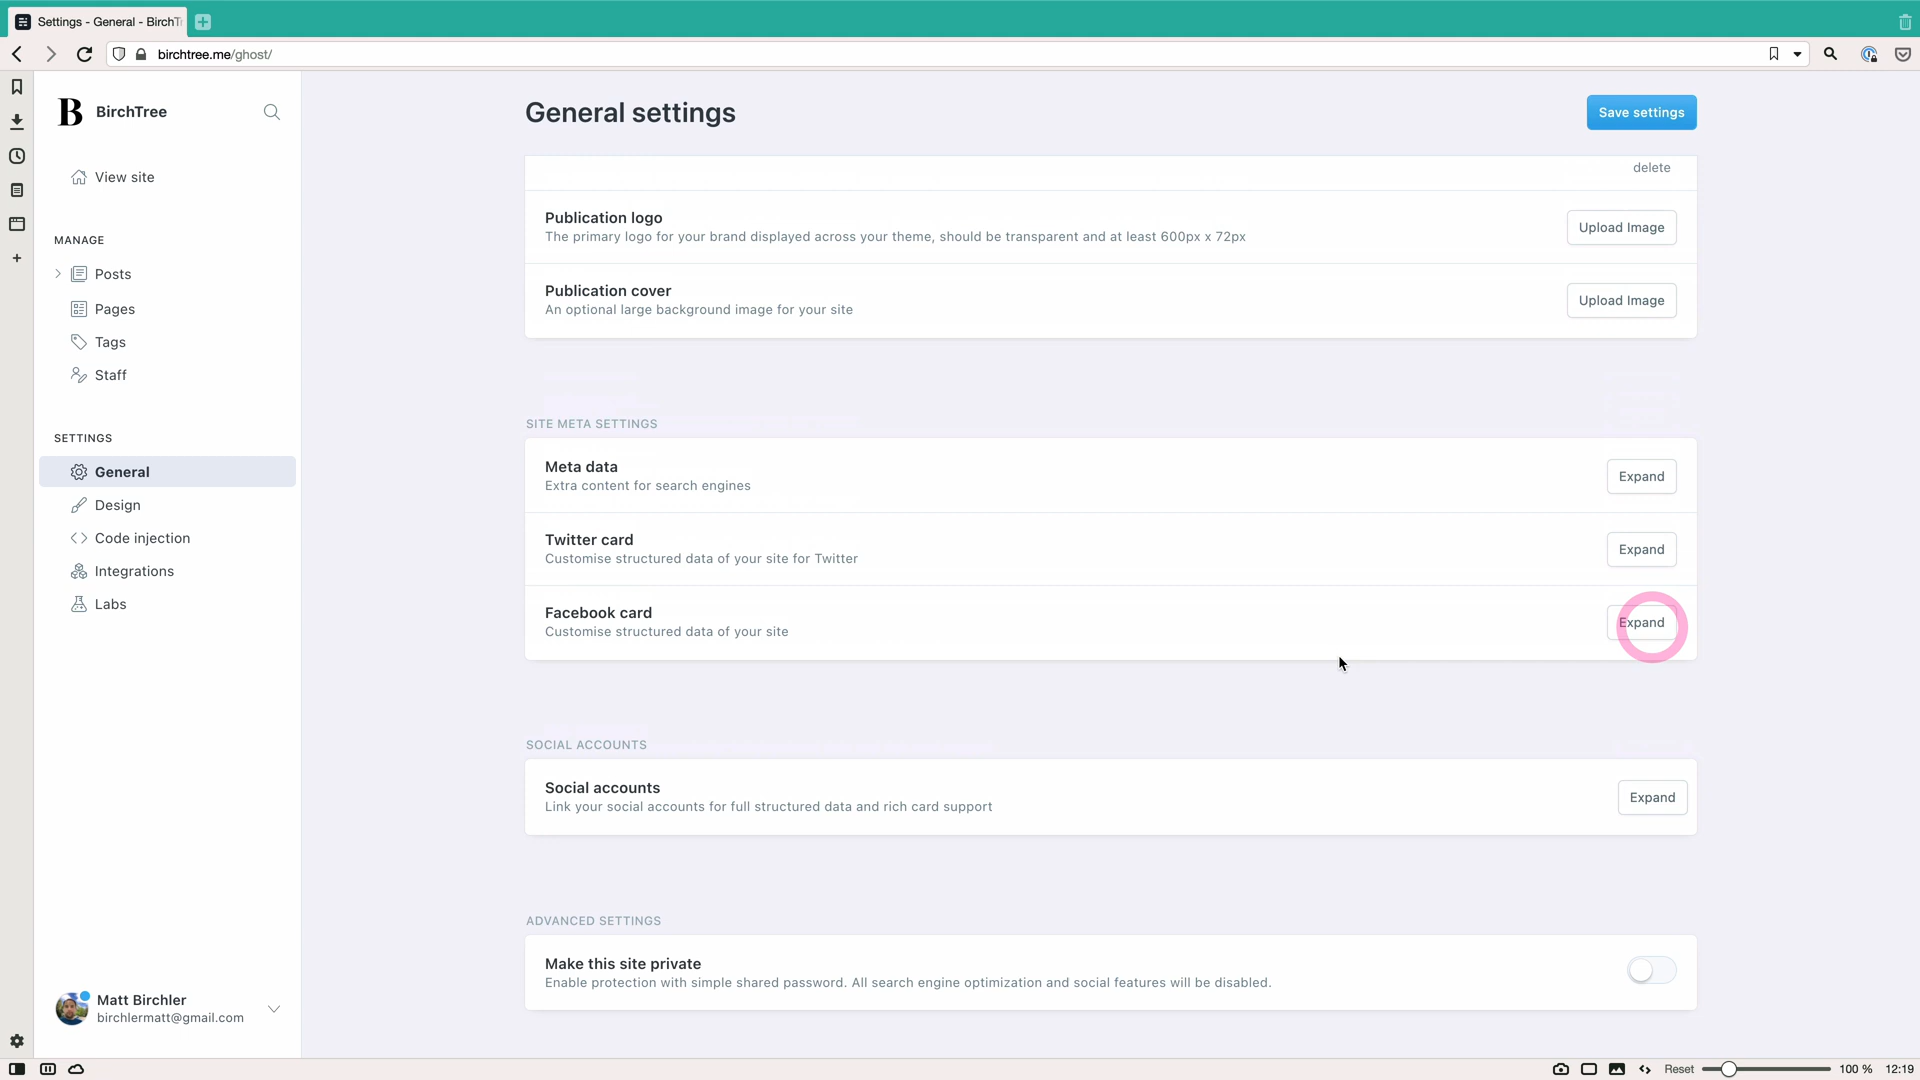 Settings - General - BirchT
birchtree.me/ghost/
BirchTree
View site
MANAGE
Posts
Pages
Tags
Staff
SETTINGS
General
Design
Code injection
Integrations
Labs
Matt Birchler
birchlermatt@gmail.com
General settings
Save settings
delete
Publication logo
The primary logo for your brand displayed across your theme, should be transparent and at least 600px x 72px
Upload Image
Publication cover
An optional large background image for your site
Upload Image
SITE META SETTINGS
Meta data
Extra content for search engines
Expand
Twitter card
Customise structured data of your site for Twitter
Expand
Facebook card
Customise structured data of your site
Expand
SOCIAL ACCOUNTS
Social accounts
Link your social accounts for full structured data and rich card support
Expand
ADVANCED SETTINGS
Make this site private
Enable protection with simple shared password. All search engine optimization and social features will be disabled.
Reset
100 %
12:19